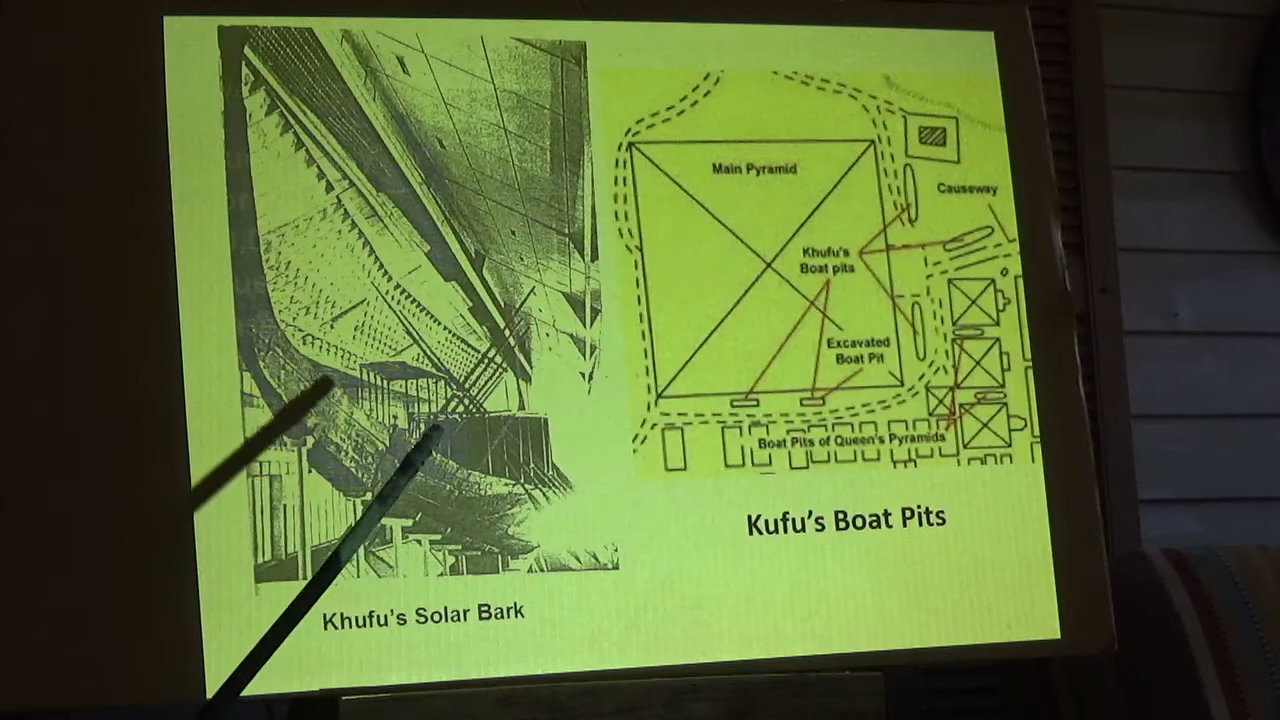 Main Pyramid
Causeway
Khufu's
Boat pits
Excavated
Boat Pit
Boat Pits of Queen's Pyramids
Kufu's Boat Pits
Khufu's Solar Bark